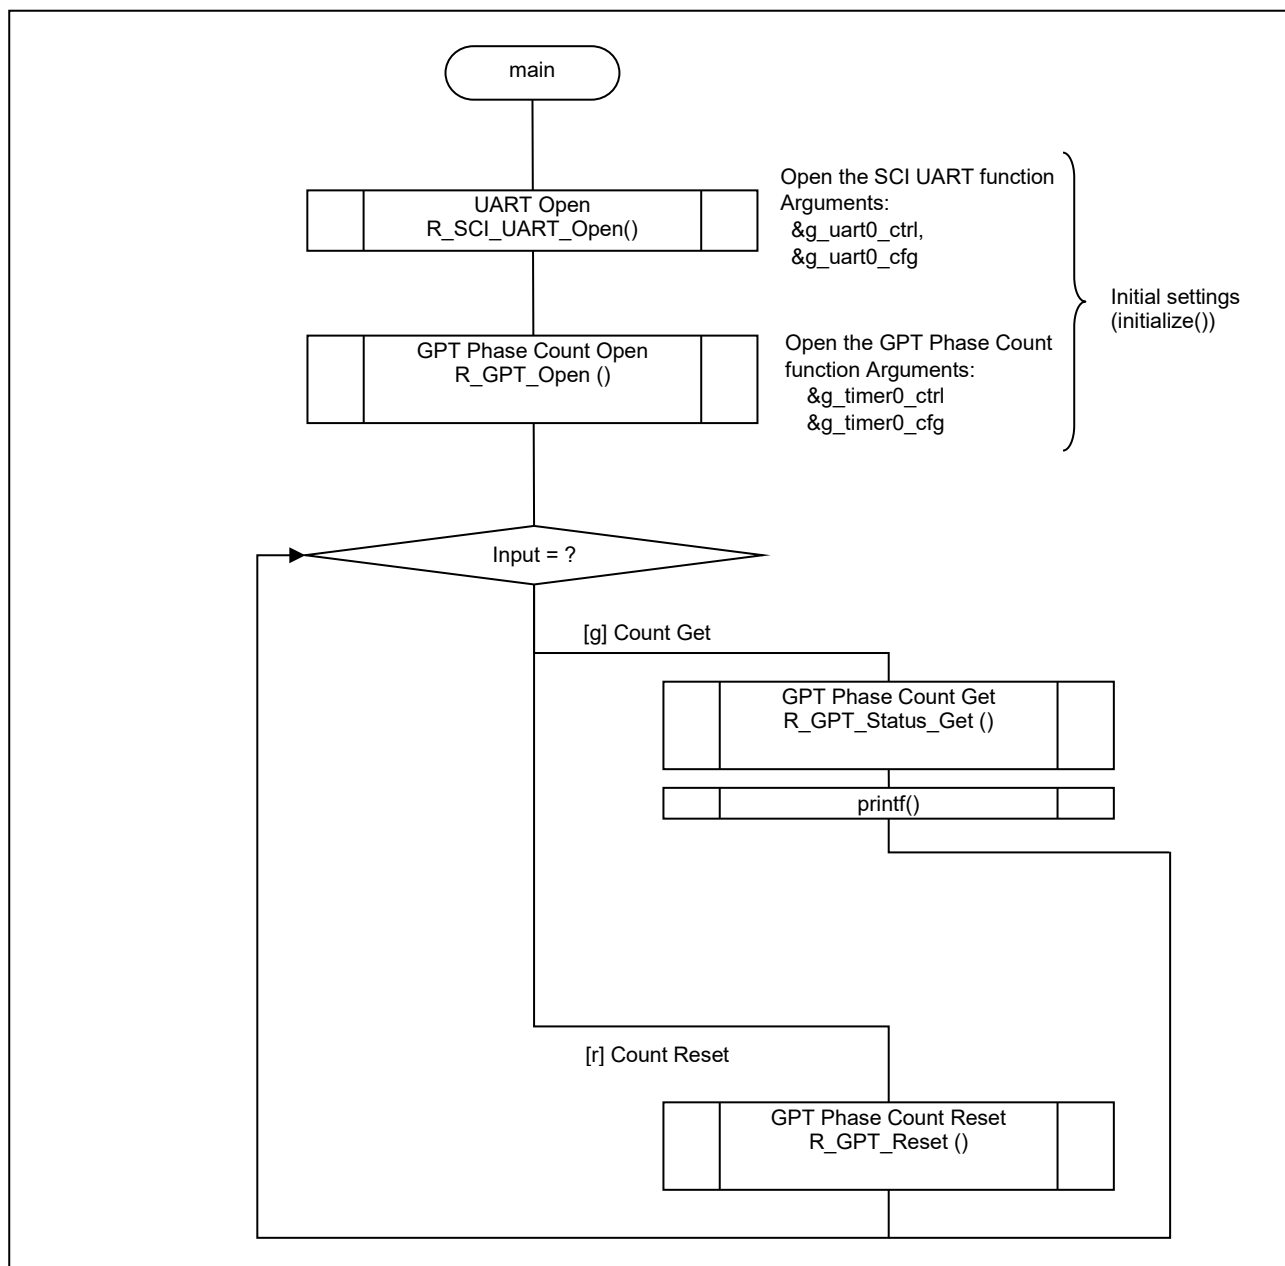 main
UART Open
R_SCI_UART_Open()
Open the SCI UART function
Arguments:
&g_uart0_ctrl,
&g_uart0_cfg
Initial settings
(initialize())
GPT Phase Count Open
R_GPT_Open ()
Open the GPT Phase Count
function Arguments:
&g_timer0_ctrl
&g_timer0_cfg
Input = ?
[g] Count Get
GPT Phase Count Get
R_GPT_Status_Get ()
printf()
[r] Count Reset
GPT Phase Count Reset
R_GPT_Reset ()